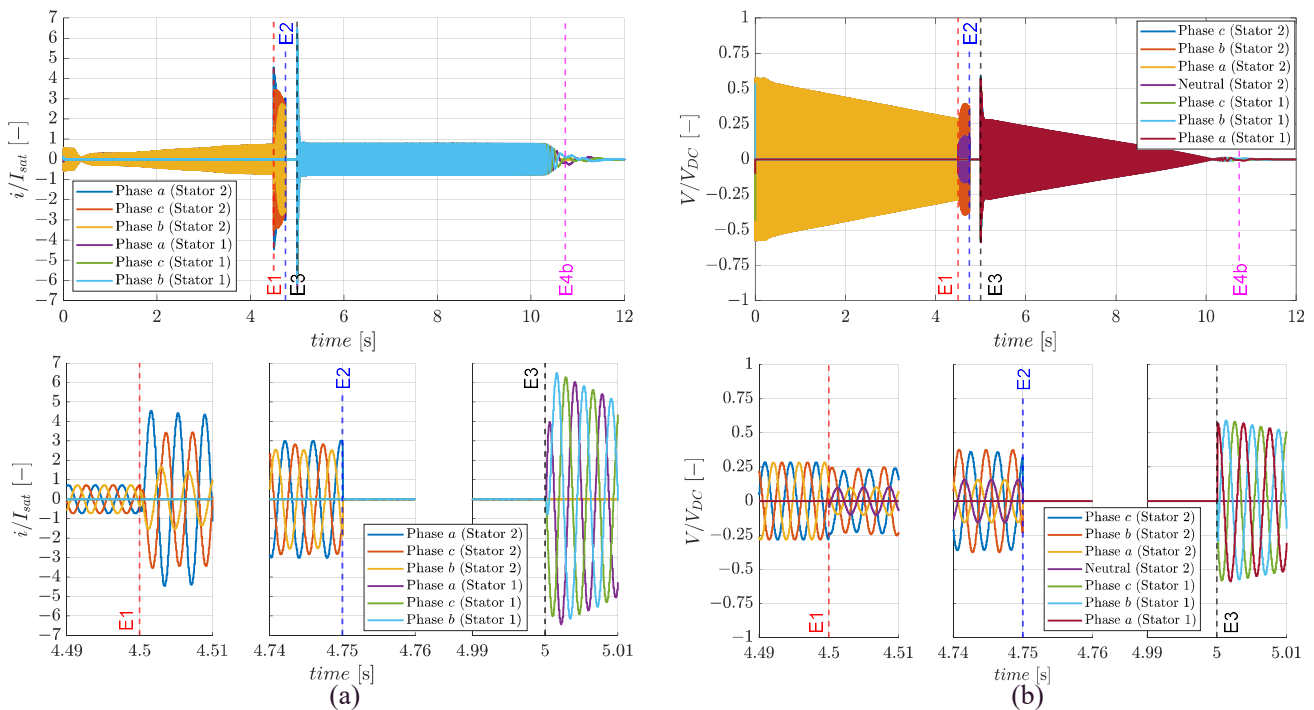 7
6
5
4
3
2
1
0
-1
-2
-3
-4
-5
-6
-7
i/I_sat [−]
E2
Phase a (Stator 2)
Phase c (Stator 2)
Phase b (Stator 2)
Phase a (Stator 1)
Phase c (Stator 1)
Phase b (Stator 1)
E1
E3
E4b
0 2 4 6 8 10 12
time [s]
1
0.75
0.5
0.25
0
-0.25
-0.5
-0.75
-1
V/V_DC [−]
E2
Phase c (Stator 2)
Phase b (Stator 2)
Phase a (Stator 2)
Neutral (Stator 2)
Phase c (Stator 1)
Phase b (Stator 1)
Phase a (Stator 1)
E1
E3
E4b
0 2 4 6 8 10 12
time [s]
7
6
5
4
3
2
1
0
-1
-2
-3
-4
-5
-6
-7
i/I_sat [−]
E1
E2
E3
Phase a (Stator 2)
Phase c (Stator 2)
Phase b (Stator 2)
Phase a (Stator 1)
Phase c (Stator 1)
Phase b (Stator 1)
4.49 4.5 4.51 4.74 4.75 4.76 4.99 5 5.01
time [s]
(a)
1
0.75
0.5
0.25
0
-0.25
-0.5
-0.75
-1
V/V_DC [−]
E1
E2
E3
Phase c (Stator 2)
Phase b (Stator 2)
Phase a (Stator 2)
Neutral (Stator 2)
Phase c (Stator 1)
Phase b (Stator 1)
Phase a (Stator 1)
4.49 4.5 4.51 4.74 4.75 4.76 4.99 5 5.01
time [s]
(b)